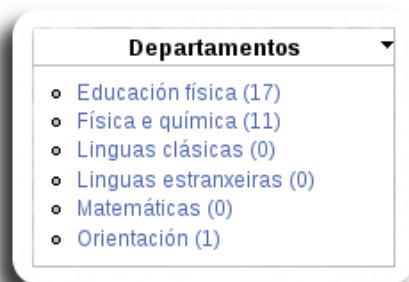 Departamentos
Educación física (17)
Física e química (11)
Linguas clásicas (0)
Linguas estranxeiras (0)
Matemáticas (0)
Orientación (1)